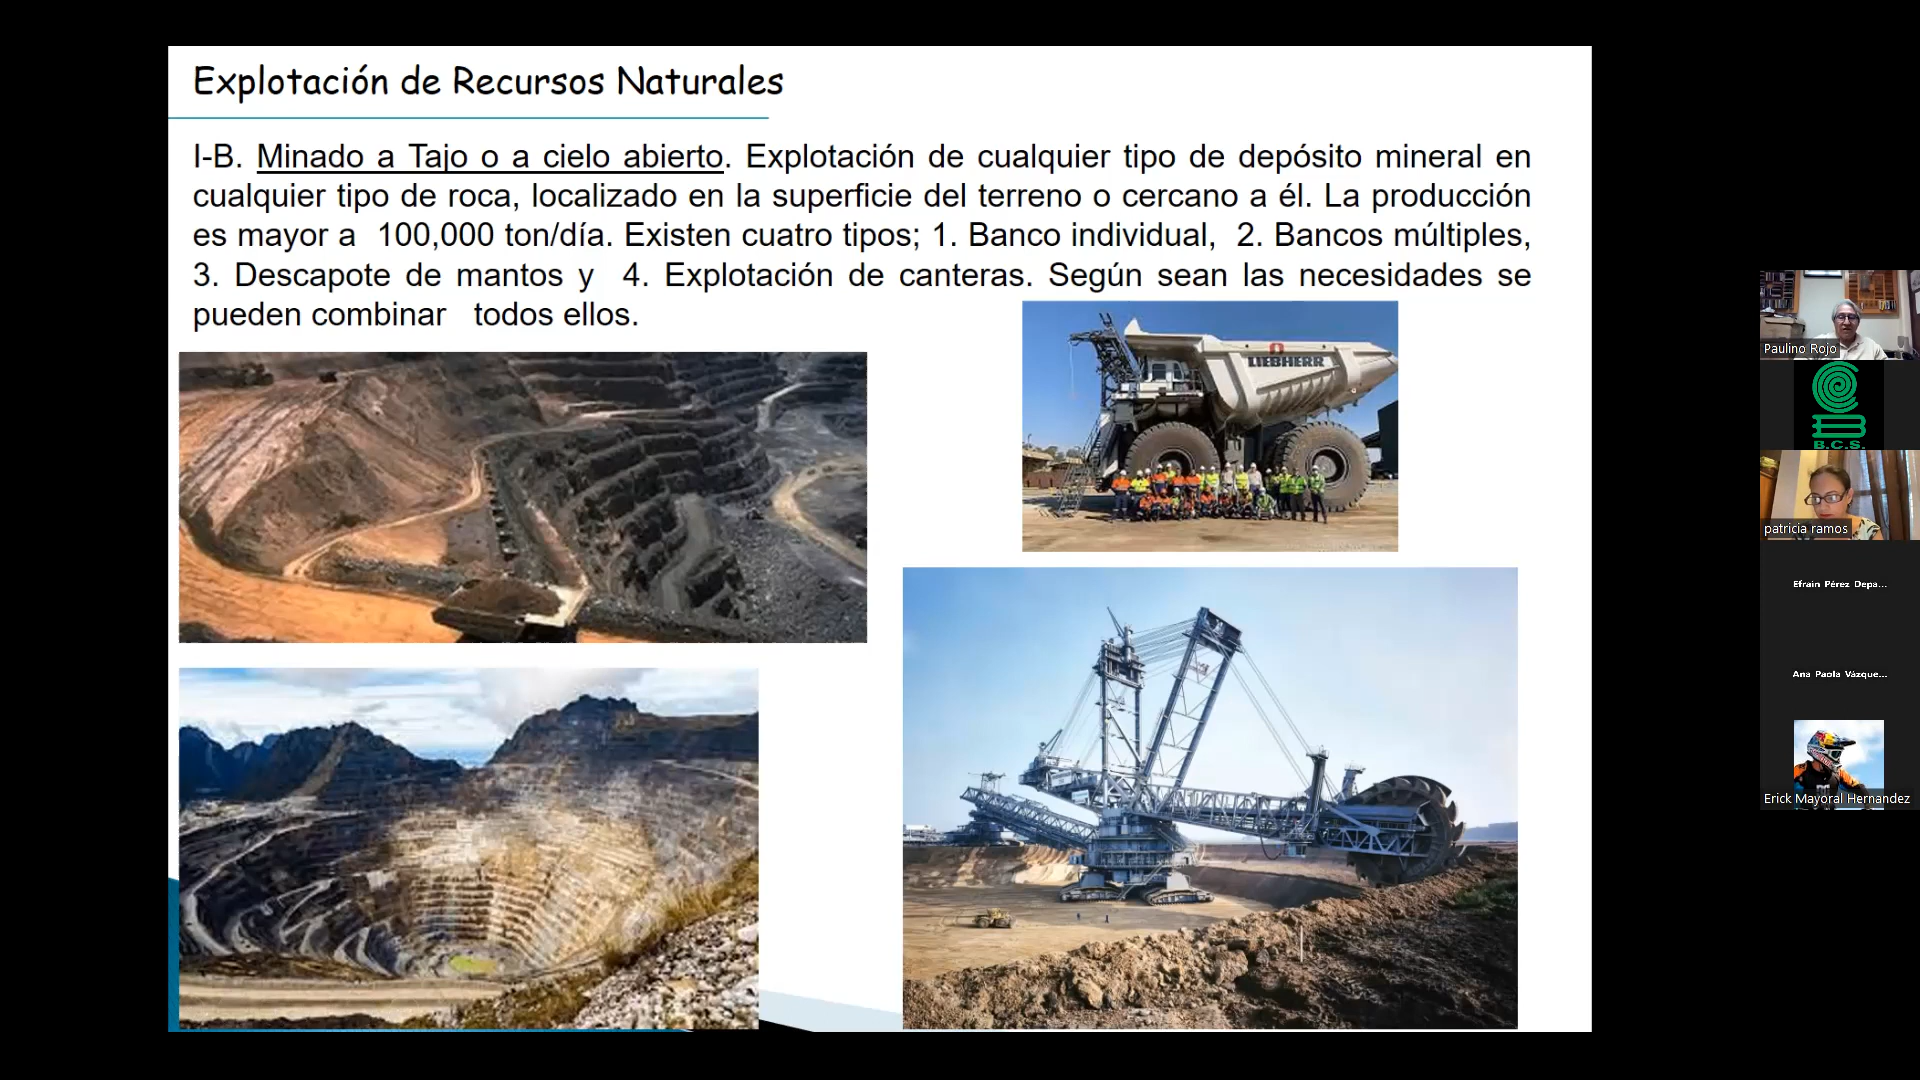 Explotación de Recursos Naturales
I-B. Minado a Tajo o a cielo abierto. Explotación de cualquier tipo de depósito mineral en
cualquier tipo de roca, localizado en la superficie del terreno o cercano a él. La producción
es mayor a 100,000 ton/día. Existen cuatro tipos; 1. Banco individual, 2. Bancos múltiples,
3. Descapote de mantos y 4. Explotación de canteras. Según sean las necesidades se
pueden combinar todos ellos.
LIEBHERR
Paulino Rojo
B.C.S.
patricia ramos
Efraín Pérez Depa...
Ana Paola Vázque...
Erick Mayoral Hernandez